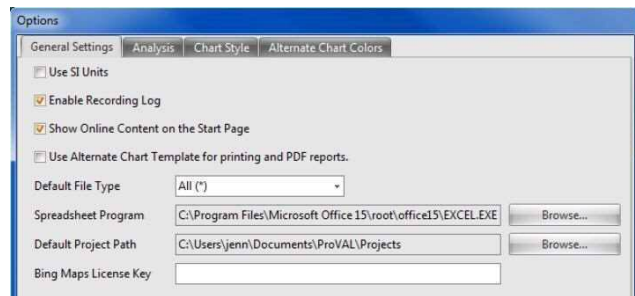 Options
General Settings Analysis Chart Style Alternate Chart Colors
Use SI Units
Enable Recording Log
Show Online Content on the Start Page
Use Alternate Chart Template for printing and PDF reports.
Default File Type All (*)
Spreadsheet Program C:\Program Files\Microsoft Office 15\root\office15\EXCEL.EXE Browse...
Default Project Path C:\Users\jenn\Documents\ProVAL\Projects Browse...
Bing Maps License Key